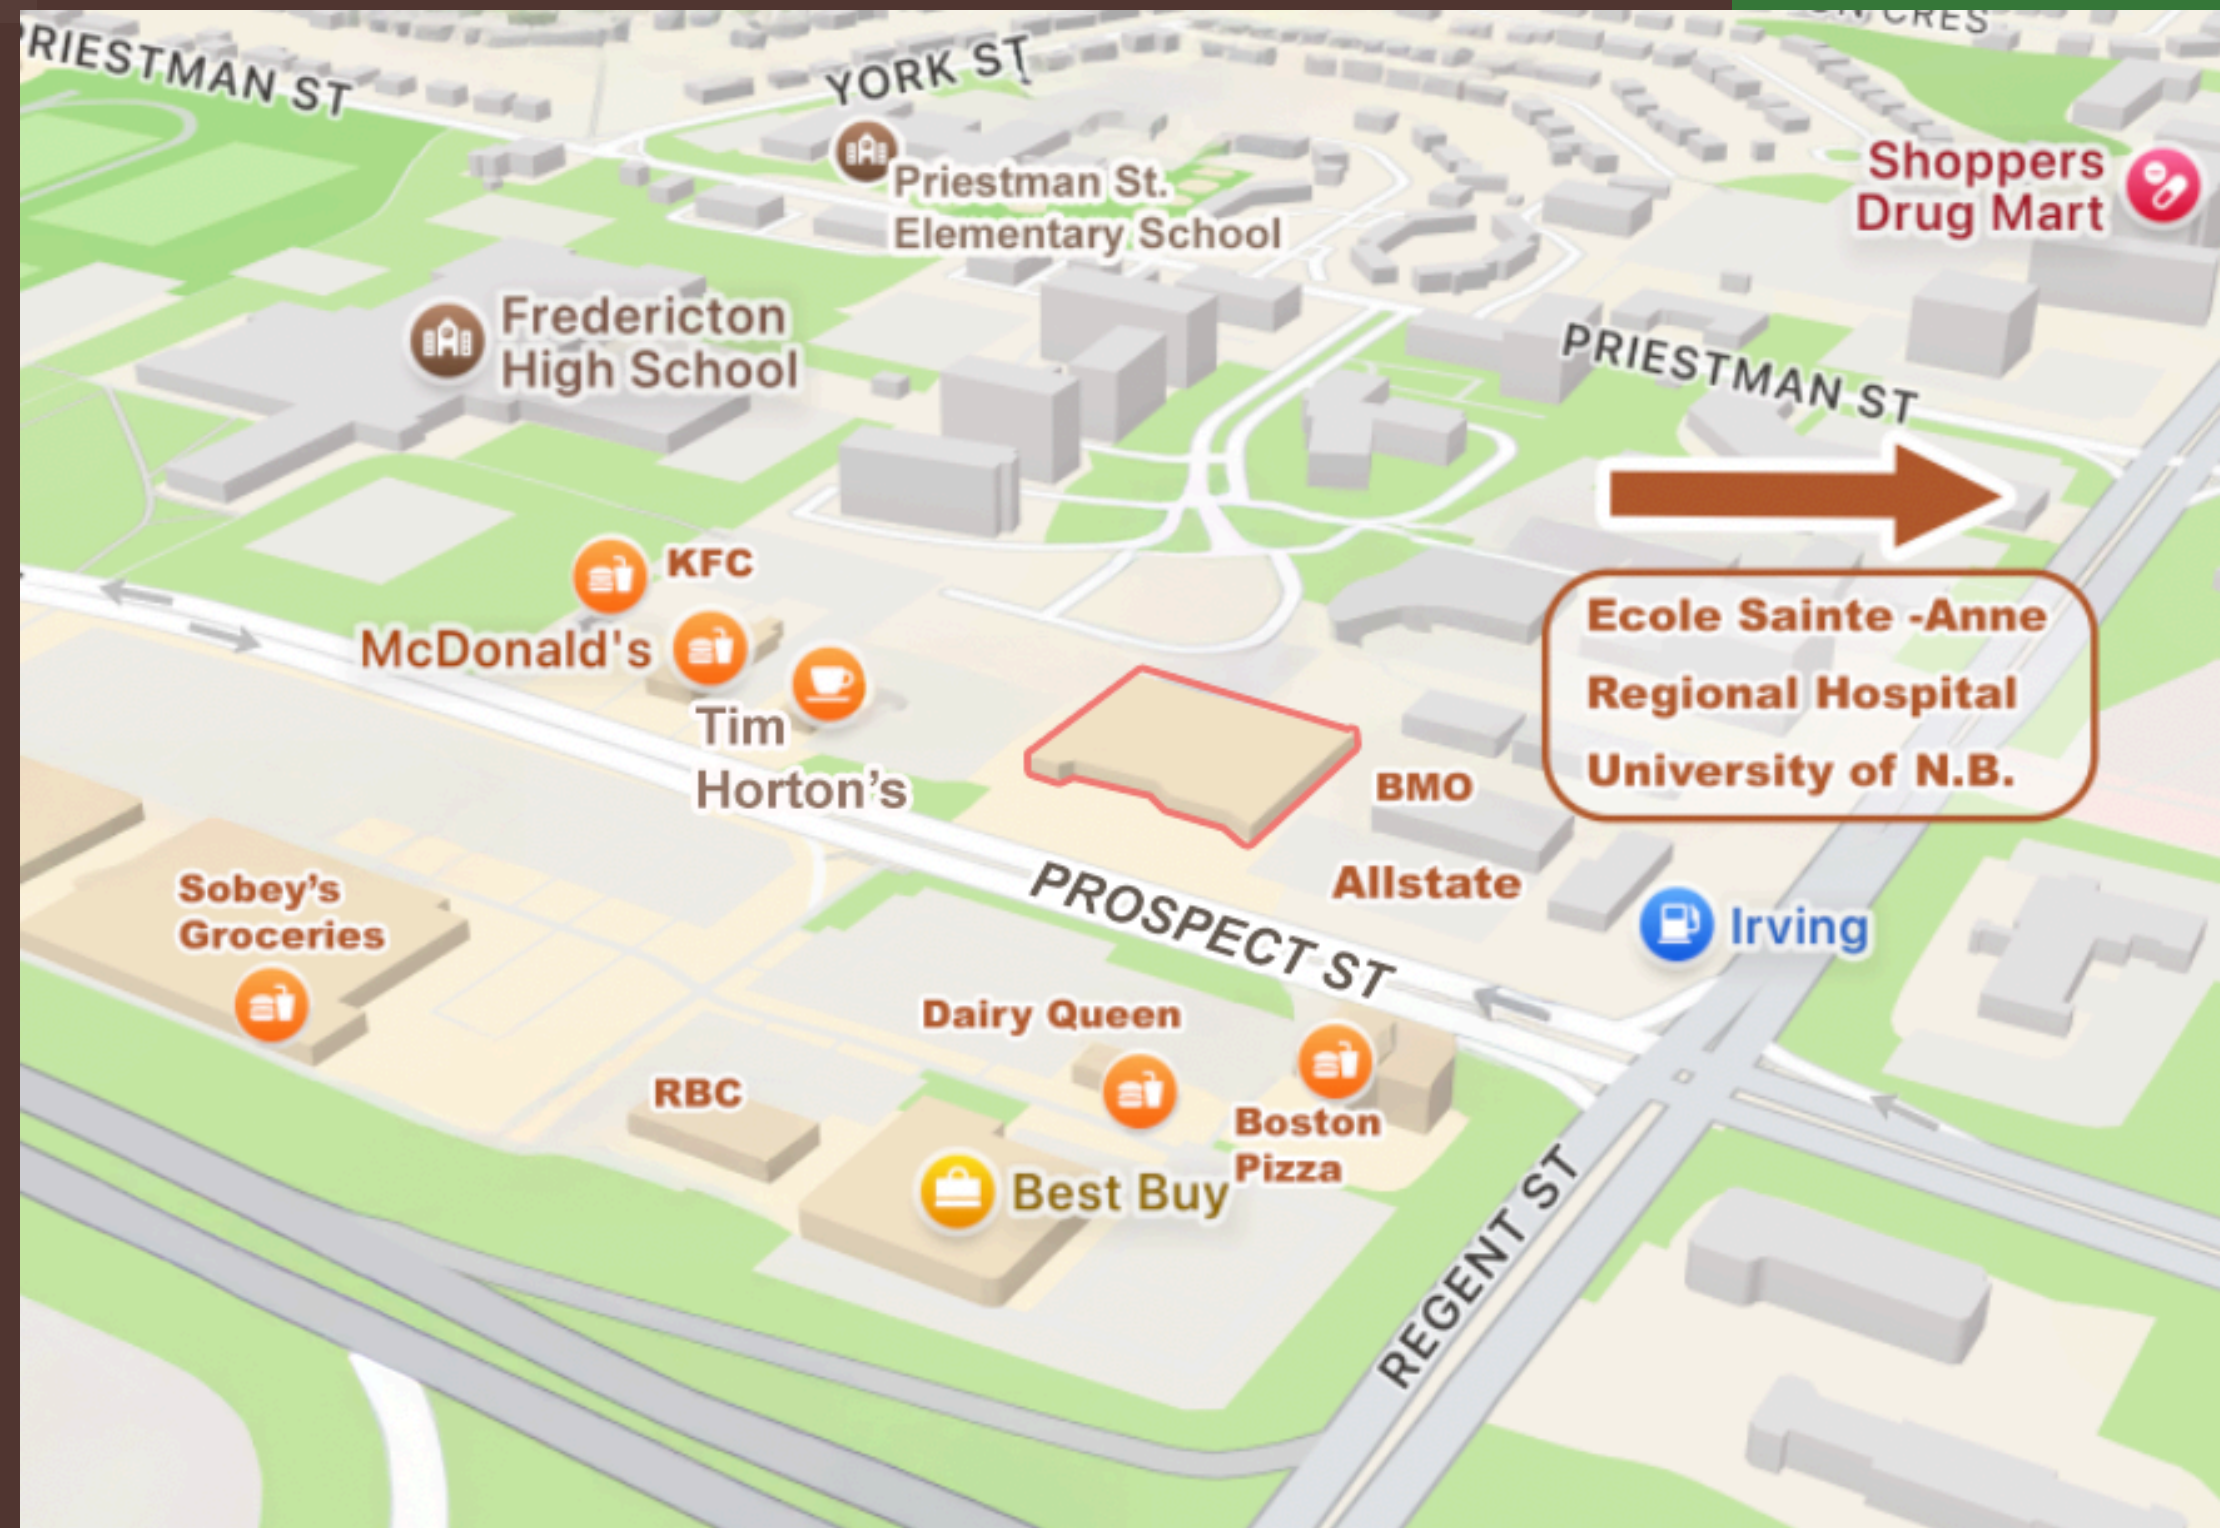 CRES
PRIESTMAN ST
YORK ST
Priestman St.
Elementary School
Shoppers
Drug Mart
Fredericton
High School
PRIESTMAN ST
KFC
McDonald's
Tim
Horton’s
Ecole Sainte -Anne
Regional Hospital
University of N.B.
BMO
Allstate
Irving
PROSPECT ST
Sobey’s
Groceries
Dairy Queen
RBC
Boston
Pizza
Best Buy
REGENT ST